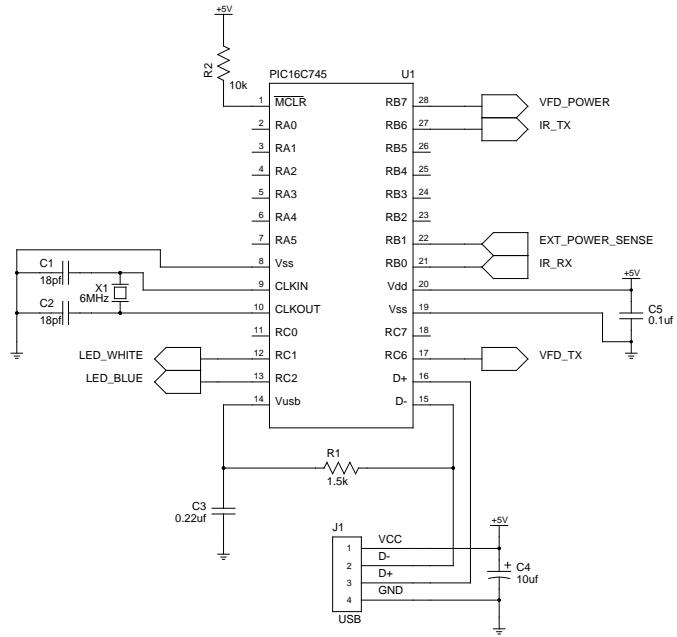 +5V
R2
10k
PIC16C745 U1
1 MCLR RB7 28 VFD_POWER
2 RA0 RB6 27 IR_TX
3 RA1 RB5 26
4 RA2 RB4 25
5 RA3 RB3 24
6 RA4 RB2 23
7 RA5 RB1 22 EXT_POWER_SENSE
8 Vss RB0 21 IR_RX
9 CLKIN Vdd 20
10 CLKOUT Vss 19
11 RC0 RC7 18
LED_WHITE 12 RC1 RC6 17 VFD_TX
LED_BLUE 13 RC2 D+ 16
14 Vusb D- 15
C1
18pf
X1
6MHz
C2
18pf
+5V
C5
0.1uf
R1
1.5k
C3
0.22uf
J1
1 VCC
2 D-
3 D+
4 GND
USB
+5V
+ C4
10uf